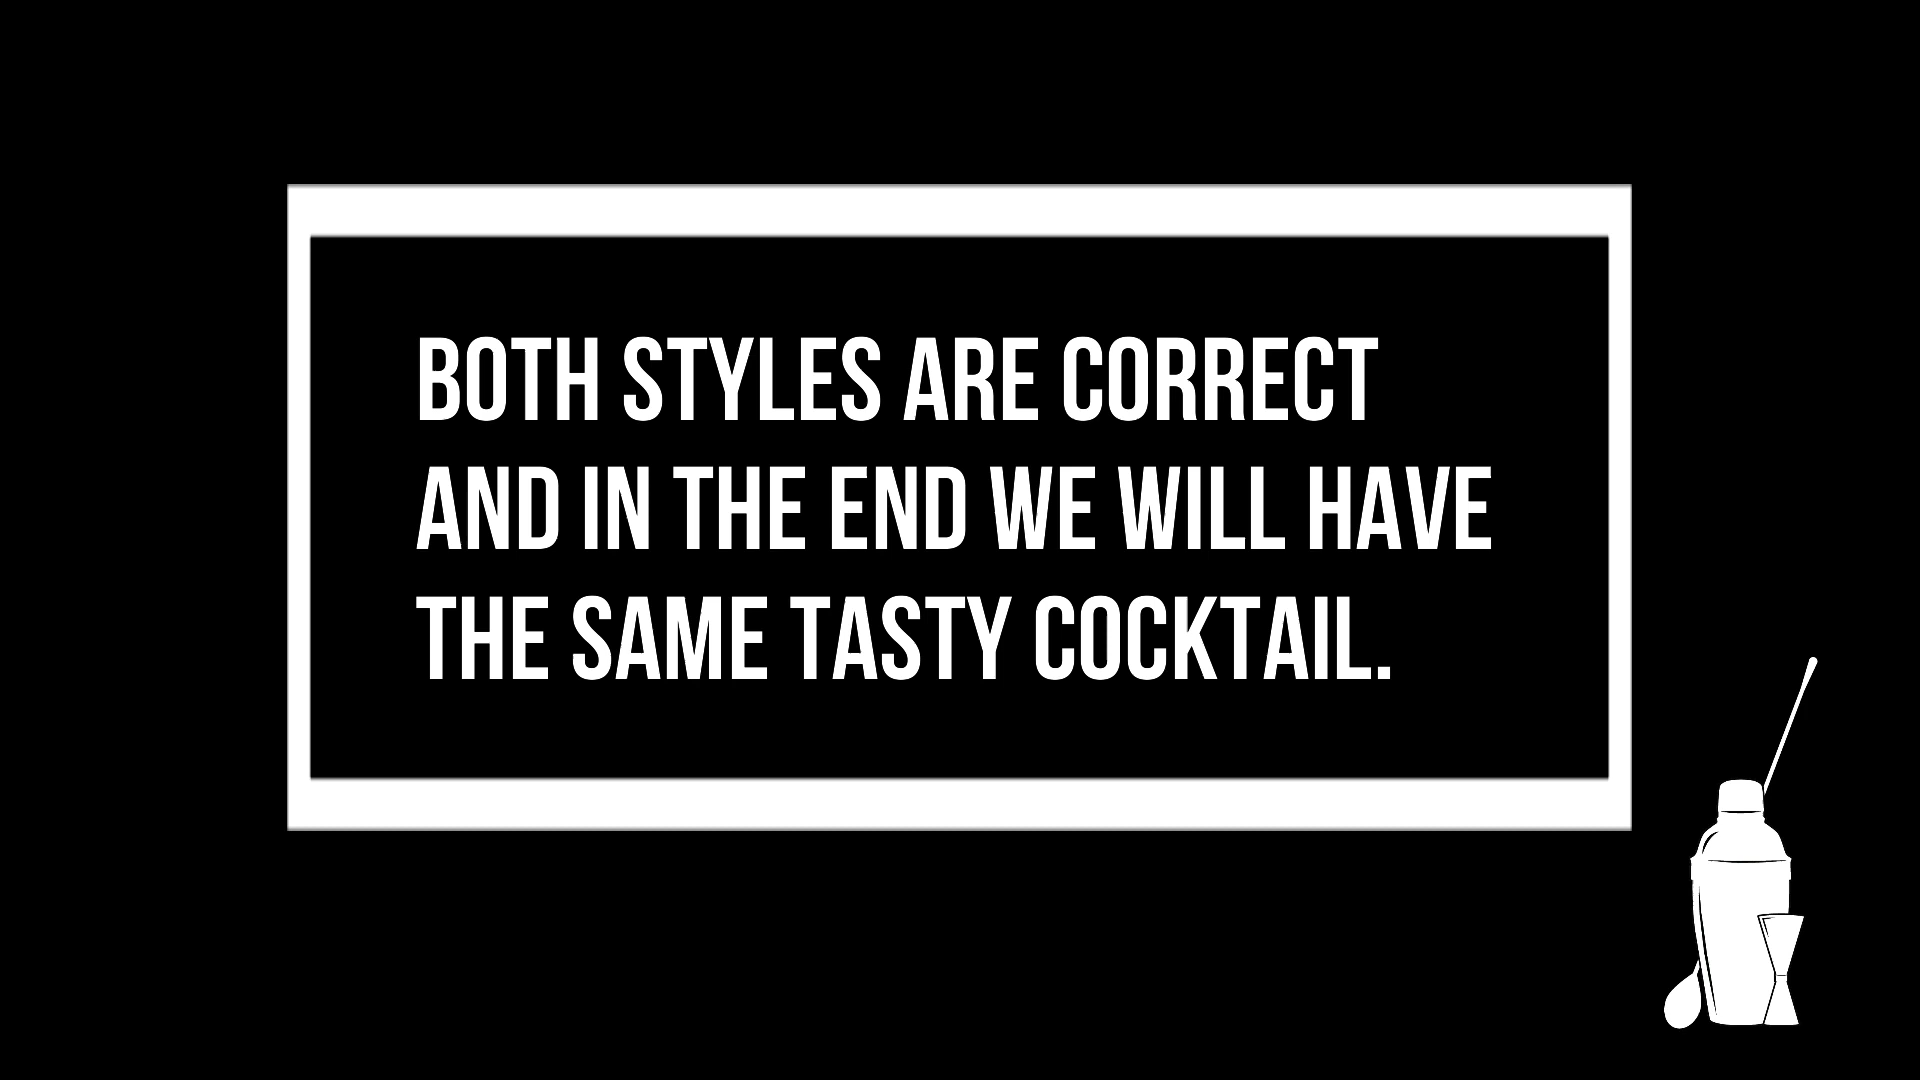 BOTH STYLES ARE CORRECT
AND IN THE END WE WILL HAVE
THE SAME TASTY COCKTAIL.